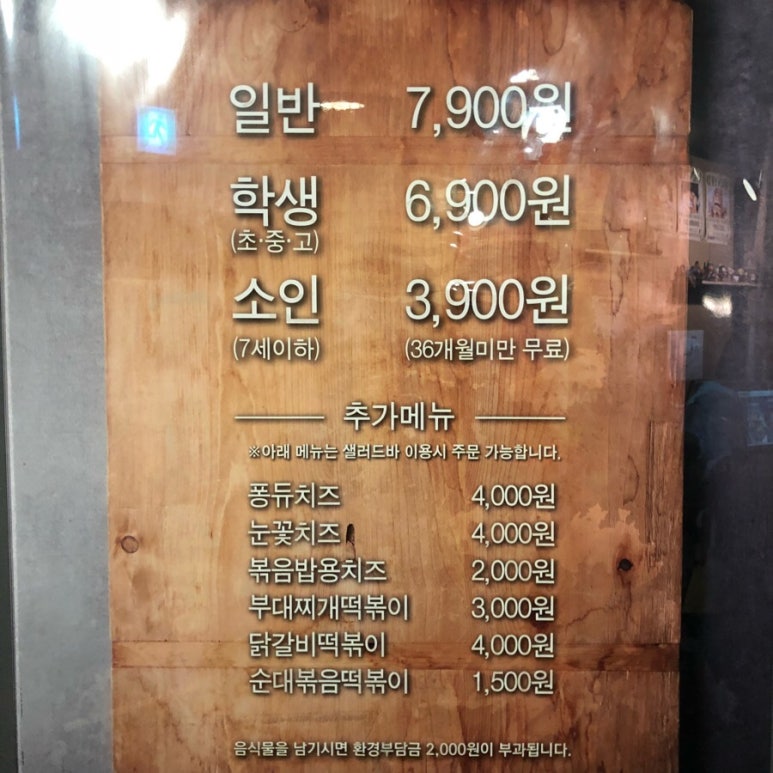 일반 7,900원
학생 6,900원
(초·중·고)
소인 3,900원
(7세이하) (36개월미만 무료)
추가메뉴
※아래 메뉴는 샐러드바 이용시 주문 가능합니다.
퐁듀치즈 4,000원
눈꽃치즈 4,000원
볶음밥용치즈 2,000원
부대찌개떡볶이 3,000원
닭갈비떡볶이 4,000원
순대볶음떡볶이 1,500원
음식물을 남기시면 환경부담금 2,000원이 부과됩니다.